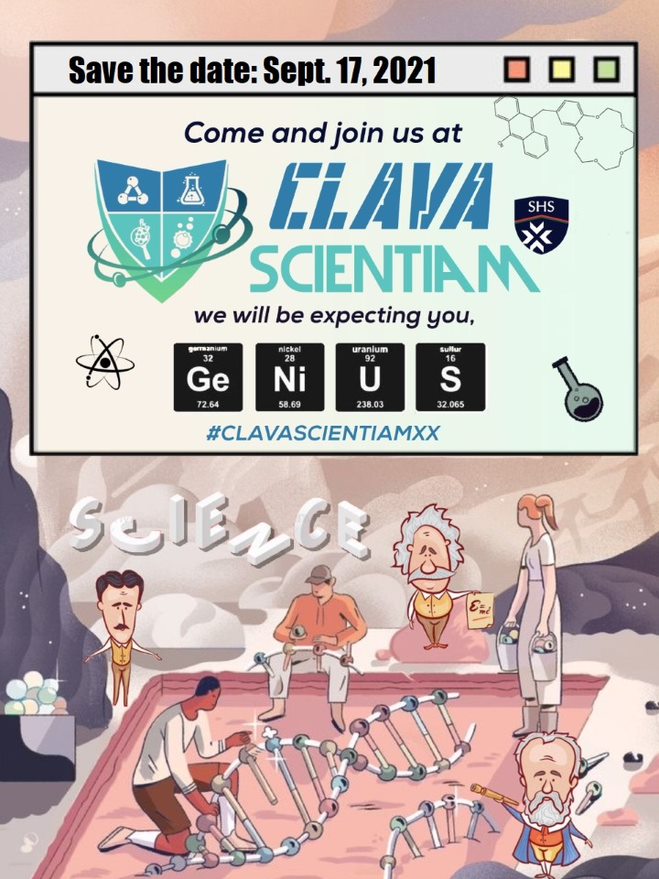 Save the date: Sept. 17, 2021
Come and join us at
CLAVA
SHS
SCIENTIAM
we will be expecting you,
germanium nickel uranium sulfur
32 28 92 16
Ge Ni U S
72.64 58.69 238.03 32.065
#CLAVASCIENTIAMXX
SCIENCE